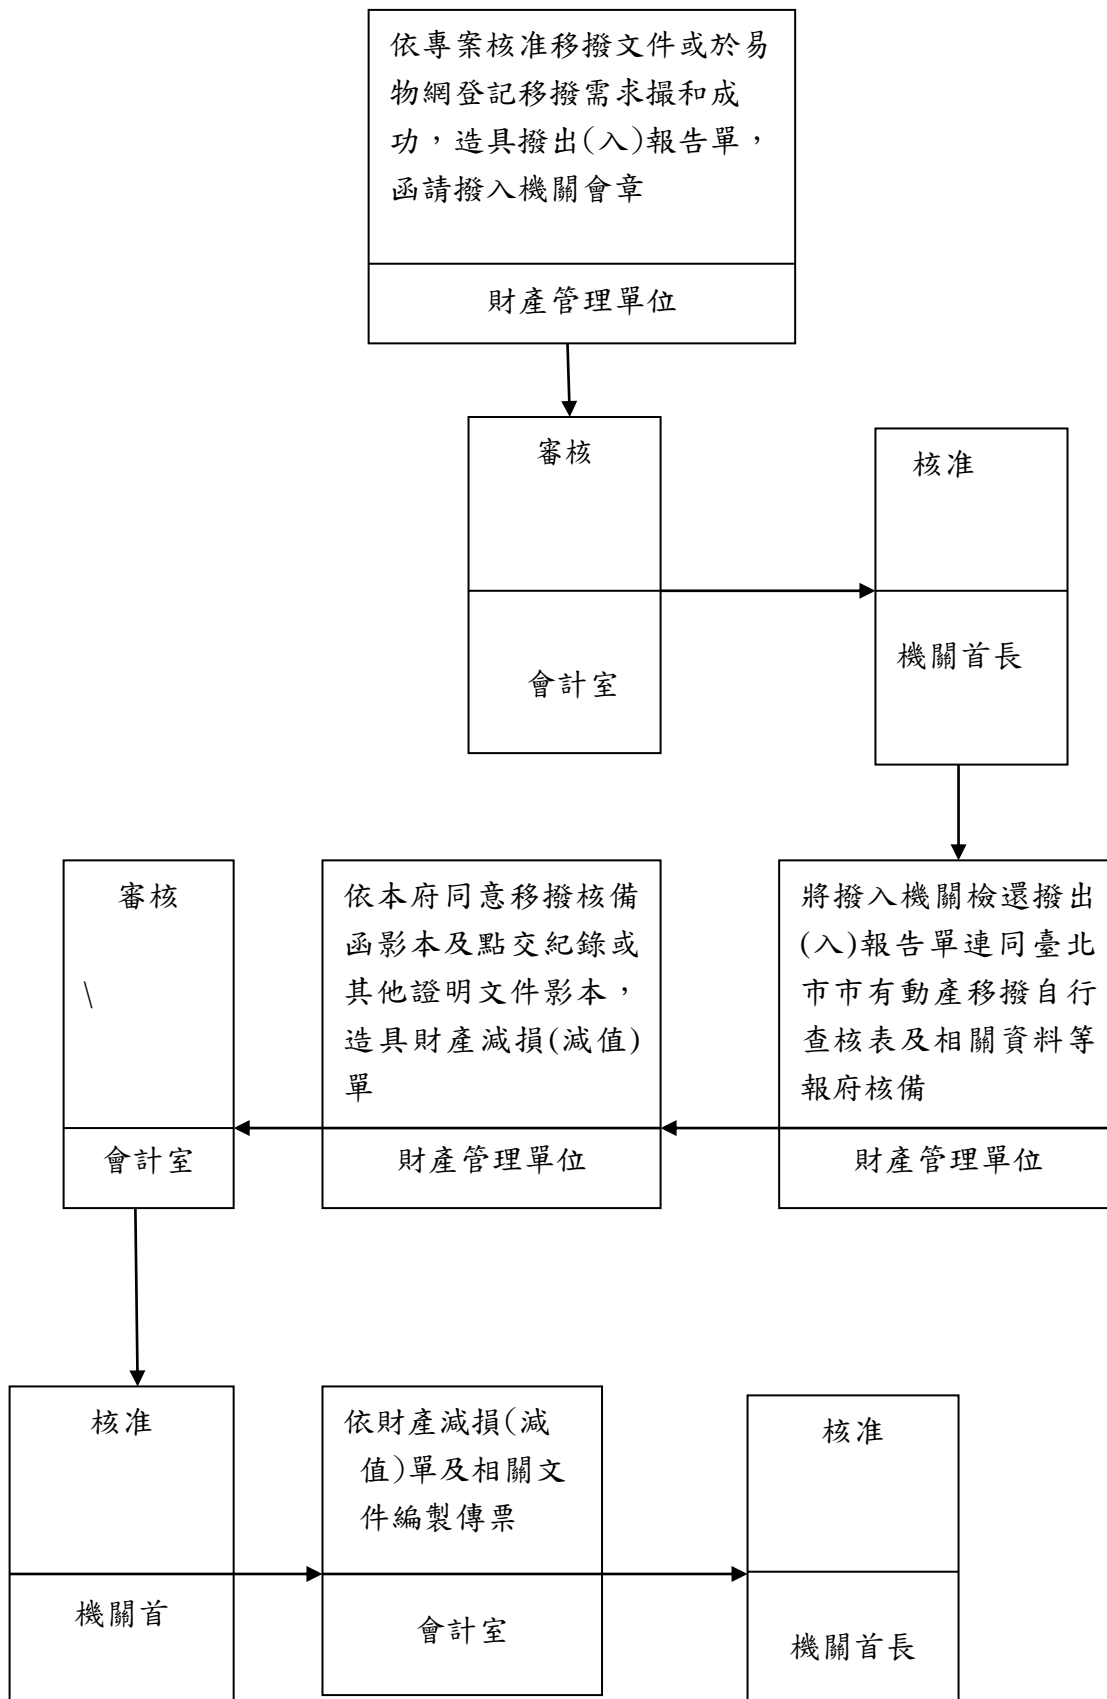 依專案核准移撥文件或於易
物網登記移撥需求撮和成
功，造具撥出(入)報告單，
函請撥入機關會章
財產管理單位
審核
會計室
核准
機關首長
將撥入機關檢還撥出
(入)報告單連同臺北
市市有動產移撥自行
查核表及相關資料等
報府核備
財產管理單位
依本府同意移撥核備
函影本及點交紀錄或
其他證明文件影本，
造具財產減損(減值)
單
財產管理單位
審核
\
會計室
核准
機關首
依財產減損(減
值)單及相關文
件編製傳票
會計室
核准
機關首長